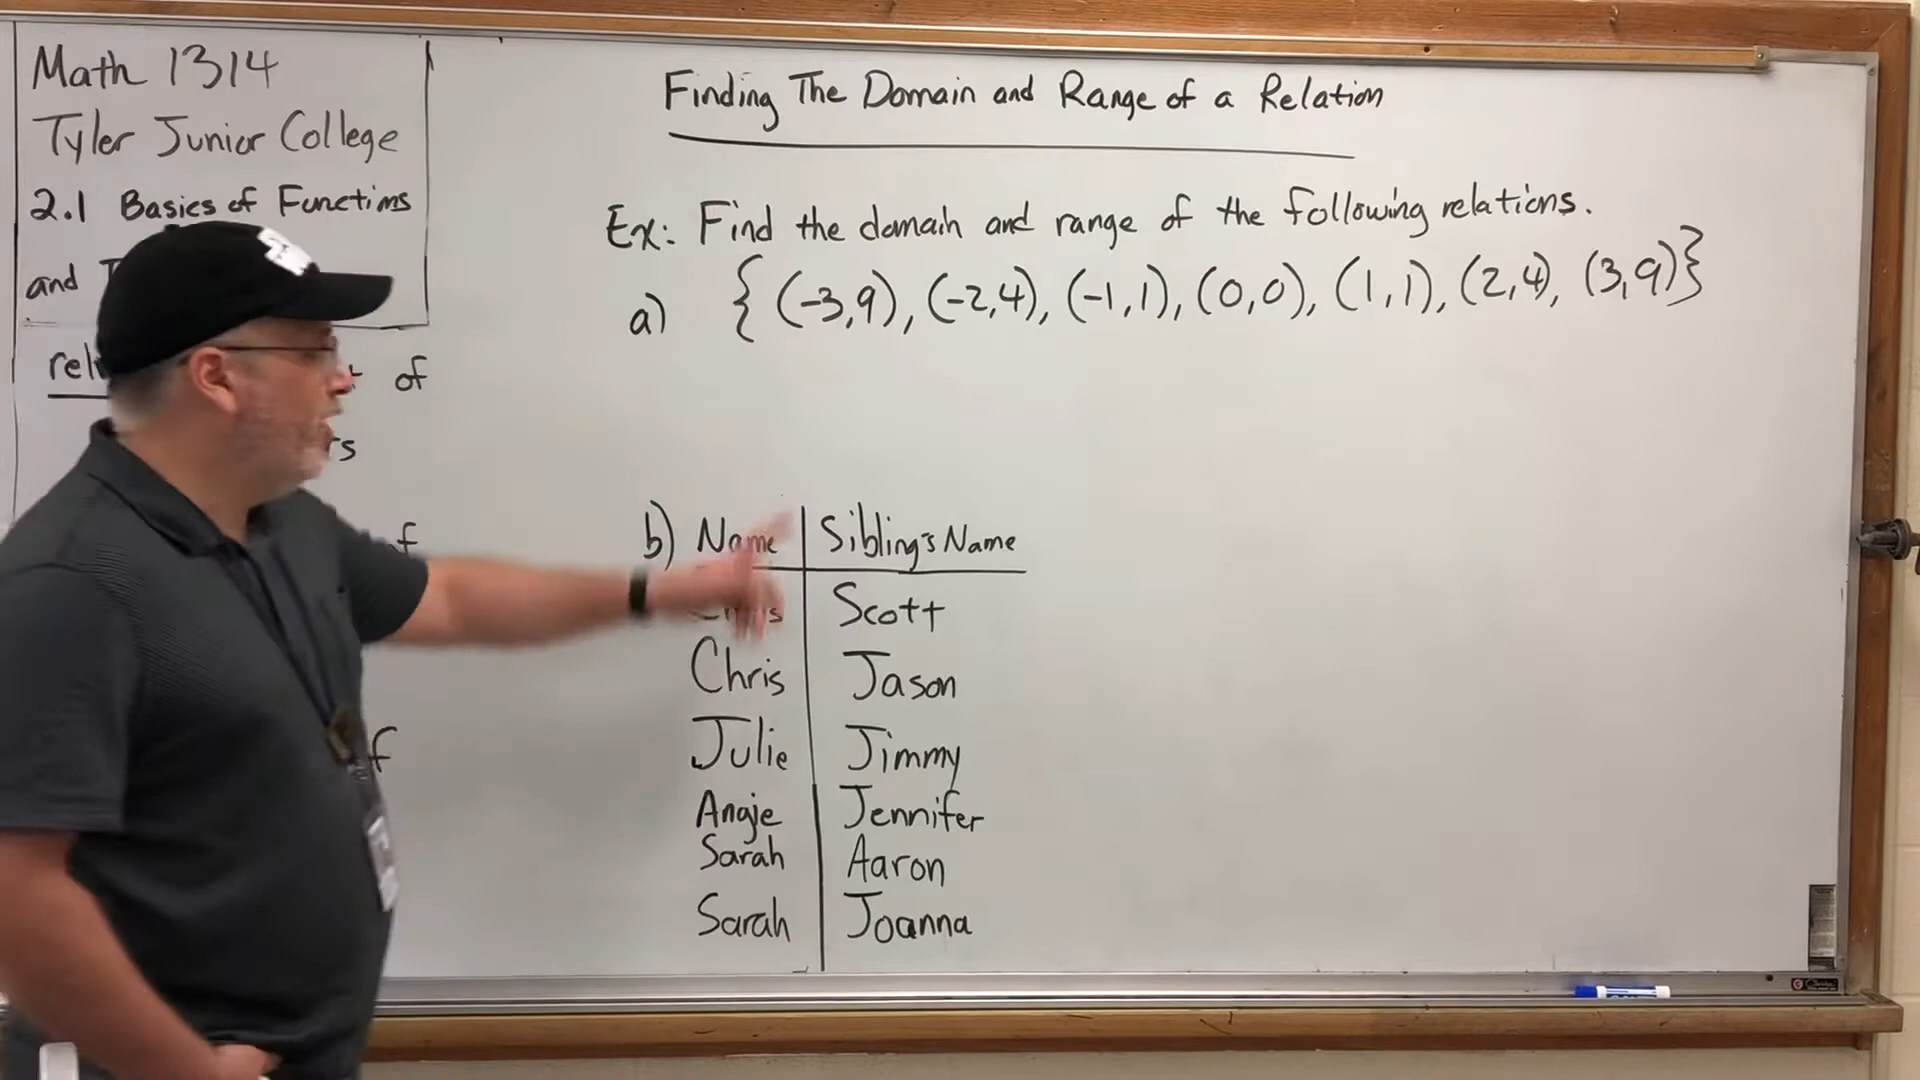 Math 1314
Tyler Junior College
2.1 Basics of Functions
and
of
Finding The Domain and Range of a Relation
Ex: Find the domain and range of the following relations.
a) { (-3,9), (-2,4), (-1,1), (0,0), (1,1), (2,4), (3,9)}
b) Name Sibling's Name
Scott
Chris Jason
Julie Jimmy
Angie Jennifer
Sarah Aaron
Sarah Joanna